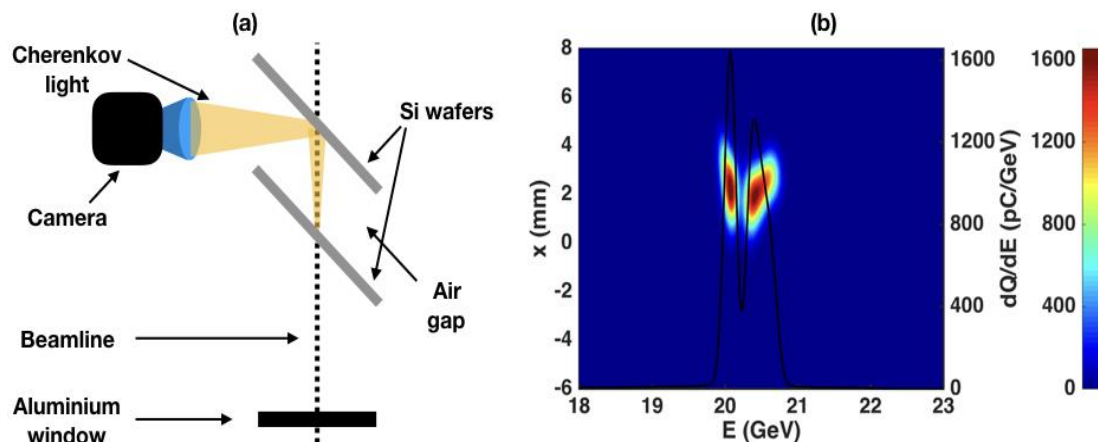 (a)
Cherenkov
light
Si wafers
Camera
Air
gap
Beamline
Aluminium
window
(b)
8
6
4
2
0
-2
-4
-6
x (mm)
18
19
20
21
22
23
E (GeV)
1600
1200
800
400
0
dQ/dE (pC/GeV)
1600
1200
800
400
0